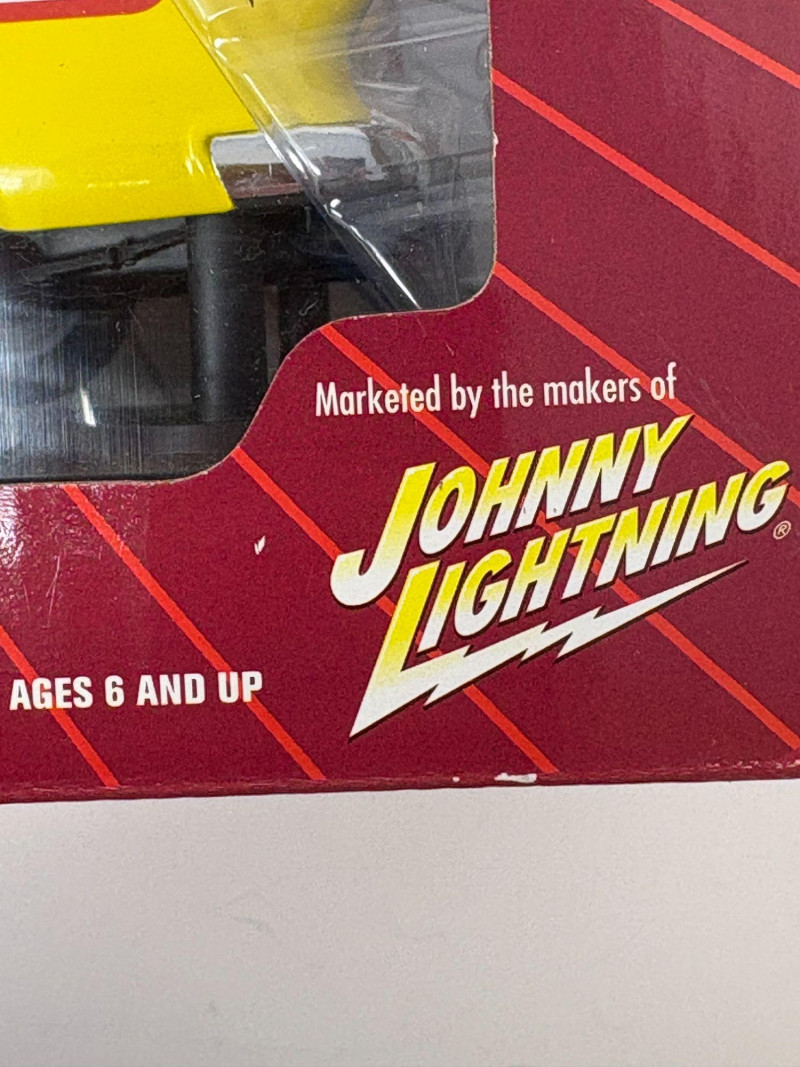 Marketed by the makers of
JOHNNY
LIGHTNING®
AGES 6 AND UP